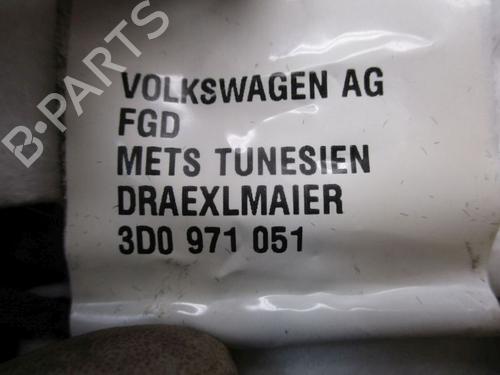 B-PARTS
VOLKSWAGEN AG
FGD
METS TUNESIEN
DRAEXLMAIER
3D0 971 051